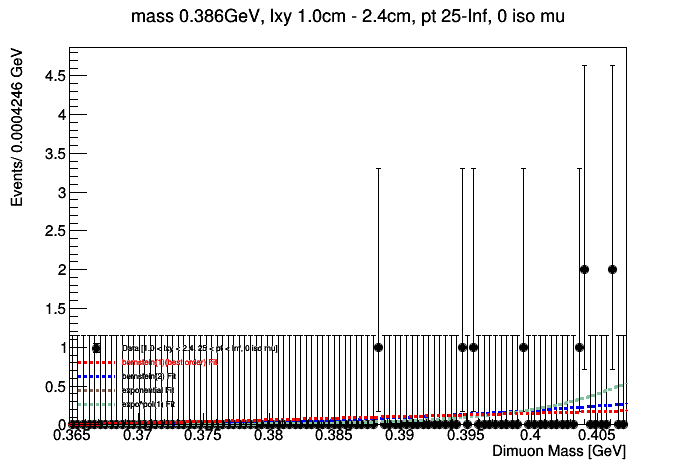 mass 0.386GeV, lxy 1.0cm - 2.4cm, pt 25-Inf, 0 iso mu
Events/ 0.0004246 GeV
4.5
4
3.5
3
2.5
2
1.5
1
0.5
0
Data [1.0 < lxy < 2.4, 25 < pt < Inf, 0 iso mu]
bernstein[1](best order) Fit
bernstein[2] Fit
exponential Fit
expo*pol(1) Fit
0.365 0.37 0.375 0.38 0.385 0.39 0.395 0.4 0.405
Dimuon Mass [GeV]